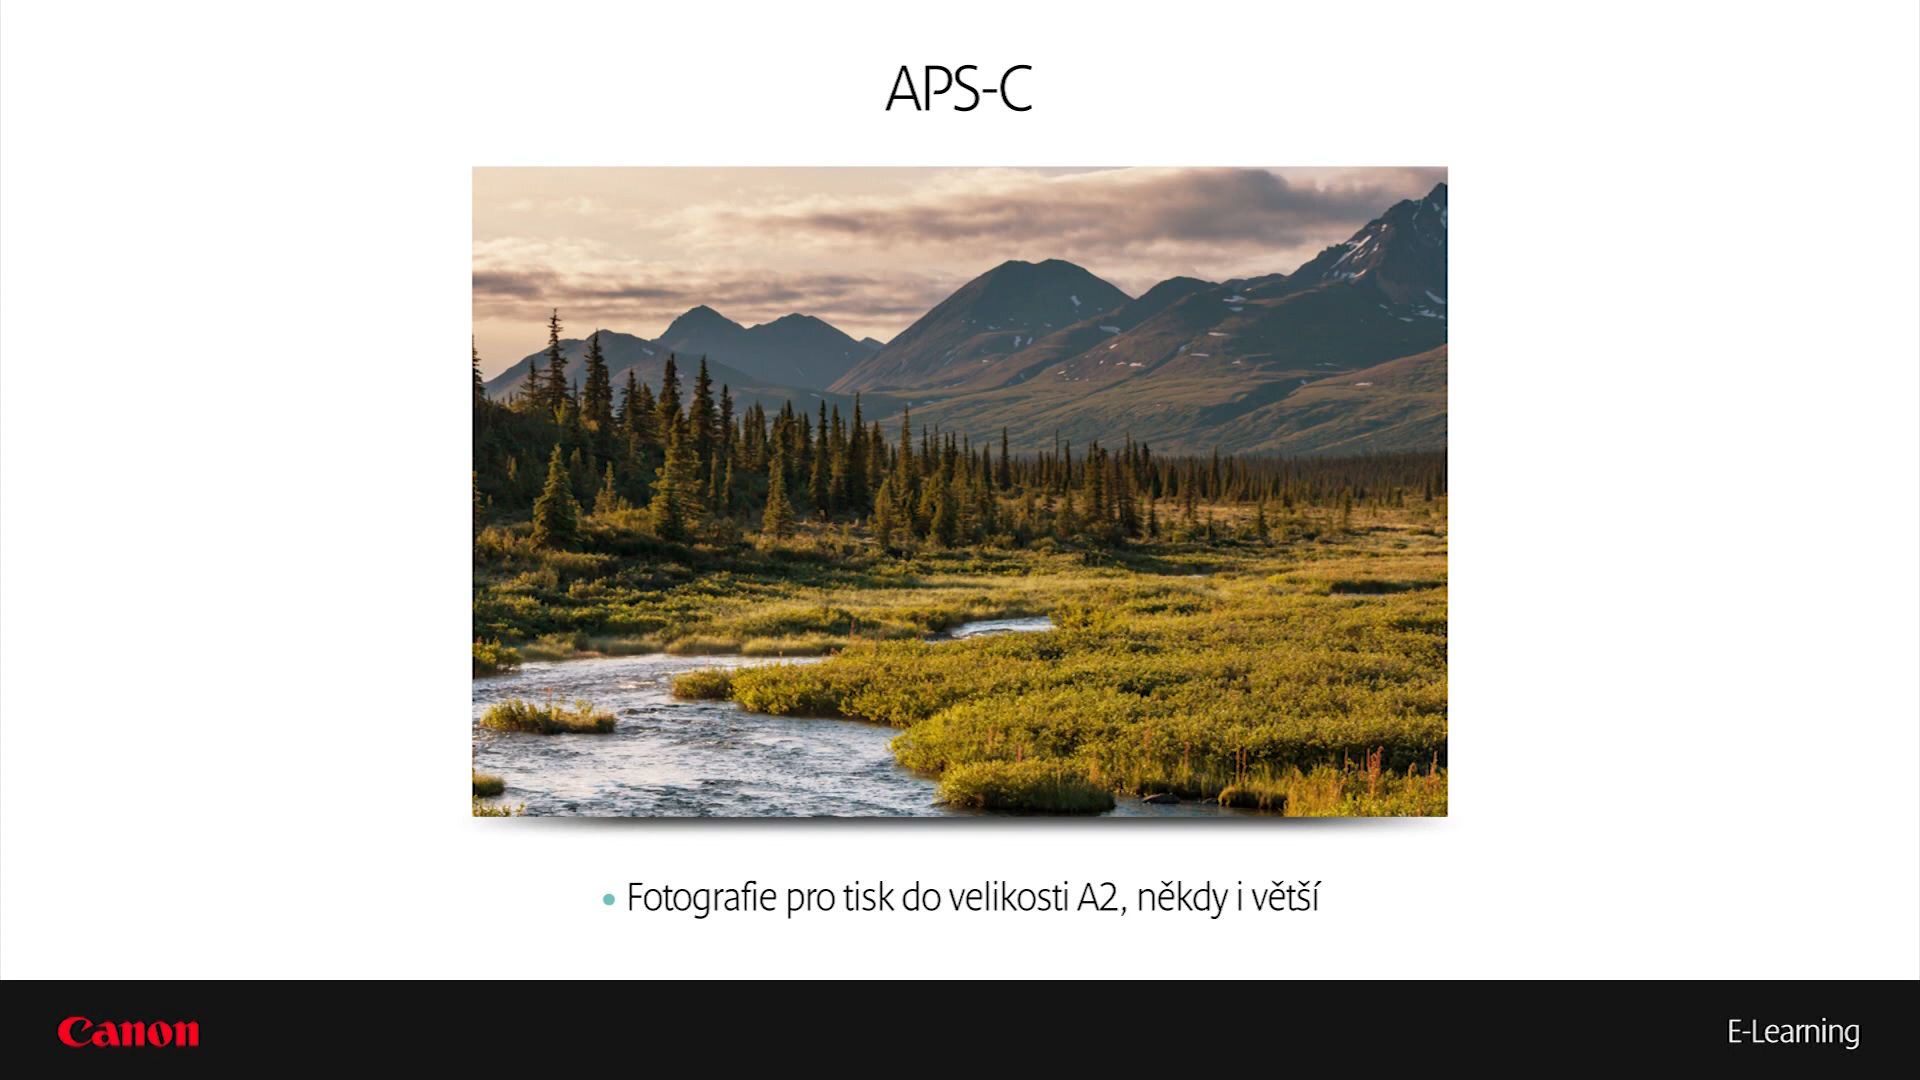 APS-C
• Fotografie pro tisk do velikosti A2, někdy i větší
Canon
E-Learning